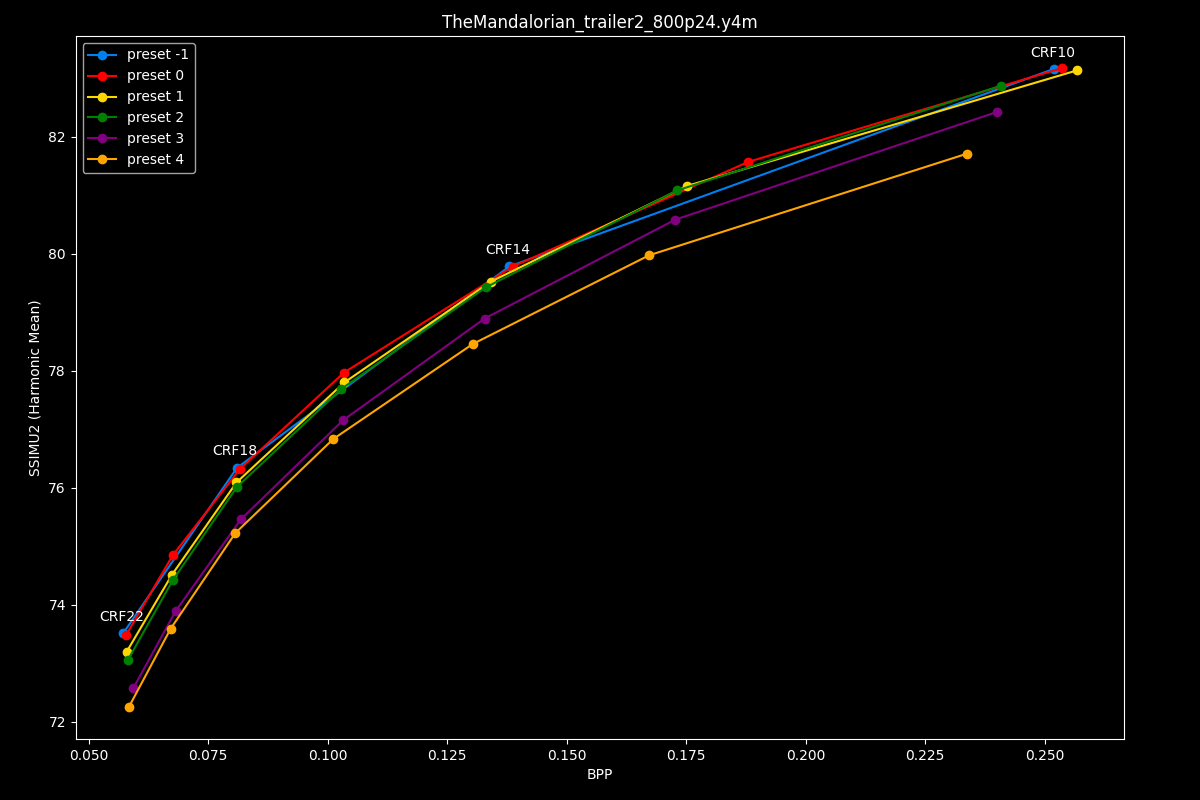 TheMandalorian_trailer2_800p24.y4m
preset -1
preset 0
preset 1
preset 2
preset 3
preset 4
CRF10
CRF14
CRF18
CRF22
SSIMU2 (Harmonic Mean)
82
80
78
76
74
72
0.050 0.075 0.100 0.125 0.150 0.175 0.200 0.225 0.250
BPP